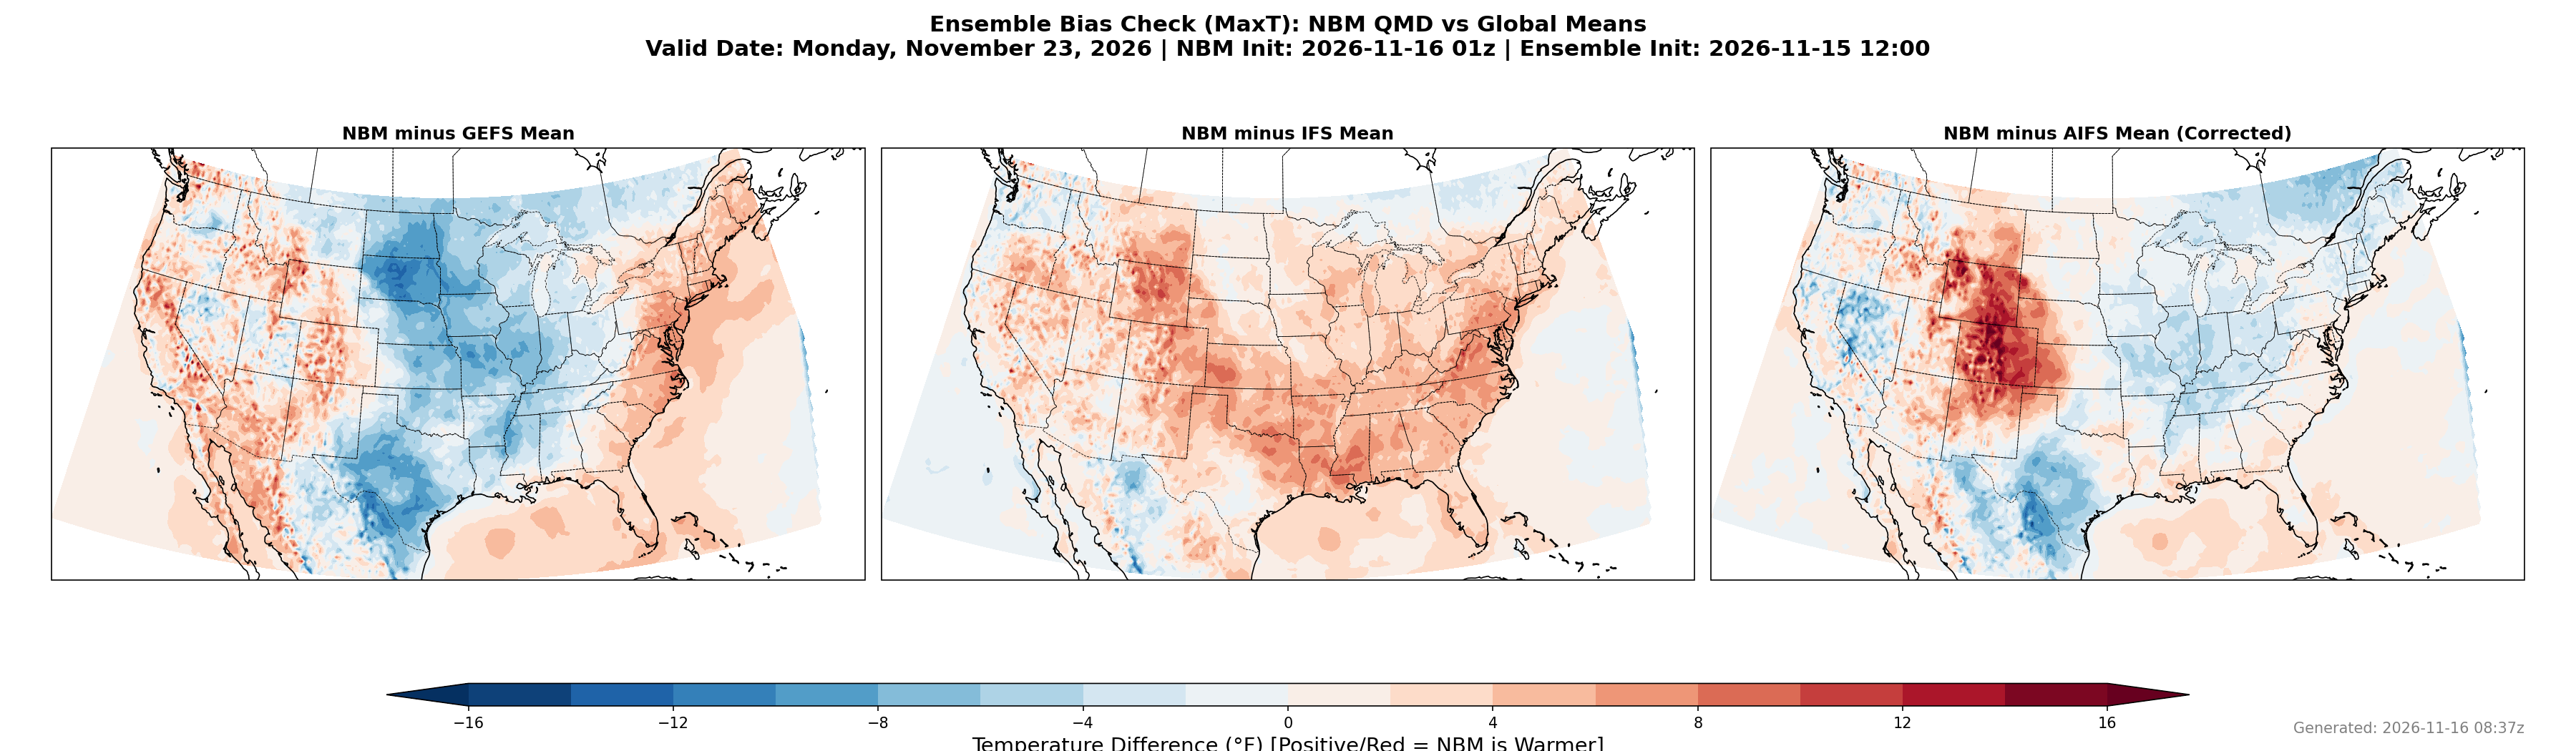 Ensemble Bias Check (MaxT): NBM QMD vs Global Means
Valid Date: Monday, November 23, 2026 | NBM Init: 2026-11-16 01z | Ensemble Init: 2026-11-15 12:00
NBM minus GEFS Mean
NBM minus IFS Mean
NBM minus AIFS Mean (Corrected)
−16
−12
−8
−4
0
4
8
12
16
Temperature Difference (°F) [Positive/Red = NBM is Warmer]
Generated: 2026-11-16 08:37z